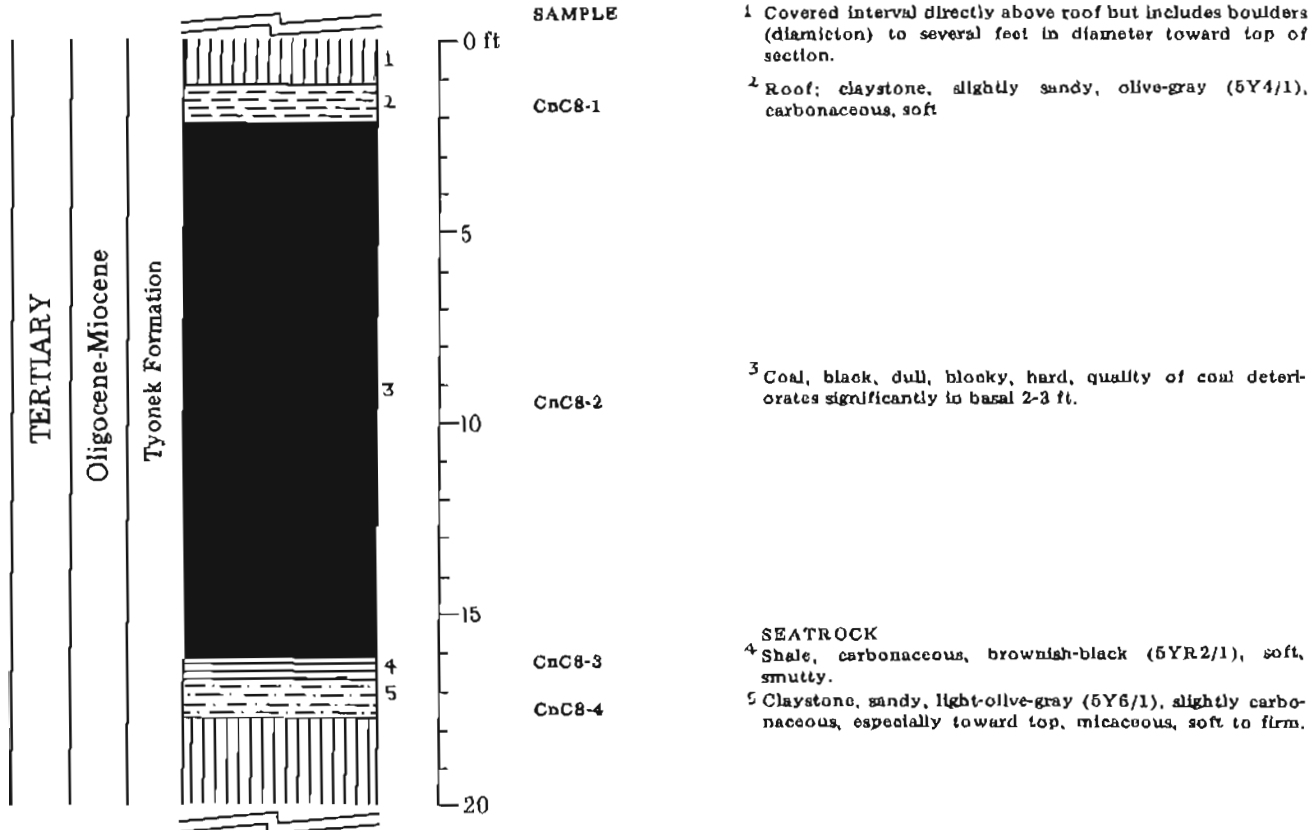 SAMPLE
0 ft
1 Covered interval directly above roof but includes boulders
(diamicton) to several feet in diameter toward top of
section.
1
2
CnC8-1
2 Roof; claystone, slightly sandy, olive-gray (5Y4/1),
carbonaceous, soft
5
TERTIARY
Oligocene-Miocene
Tyonek Formation
3
CnC8-2
3 Coal, black, dull, blocky, hard, quality of coal deteri-
orates significantly in basal 2-3 ft.
10
15
SEATROCK
4
CnC8-3
4 Shale, carbonaceous, brownish-black (5YR2/1), soft,
smutty.
5
CnC8-4
5 Claystone, sandy, light-olive-gray (5Y6/1), slightly carbo-
naceous, especially toward top, micaceous, soft to firm.
20